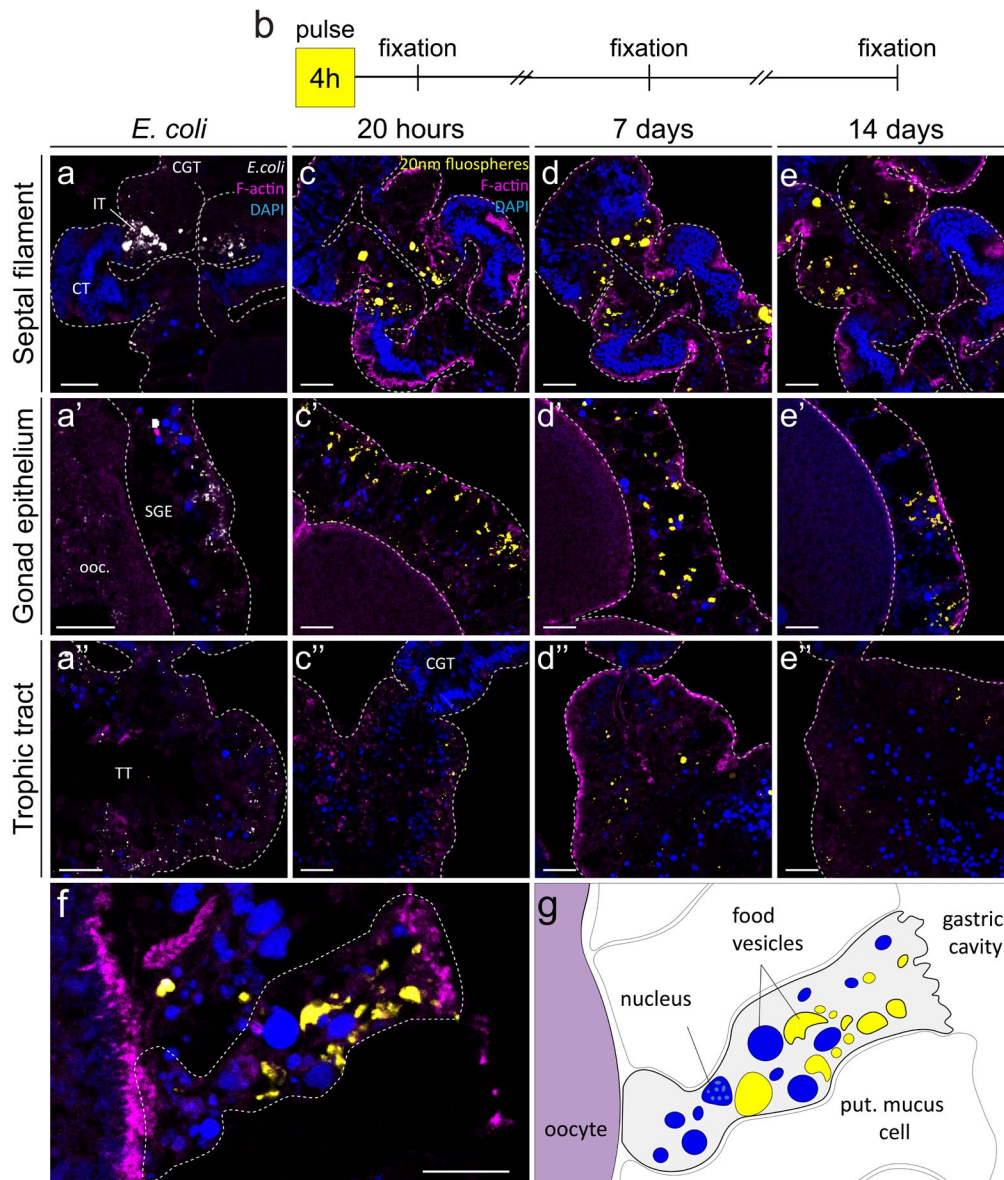 b
pulse
4h
fixation
fixation
fixation
E. coli
20 hours
7 days
14 days
Septal filament
a
CGT
E.coli
F-actin
DAPI
IT
CT
c
20nm fluospheres
F-actin
DAPI
d
e
Gonad epithelium
a'
SGE
ooc.
c'
d'
e'
Trophic tract
a''
TT
c''
CGT
d''
e''
f
g
food
vesicles
gastric
cavity
nucleus
oocyte
put. mucus
cell